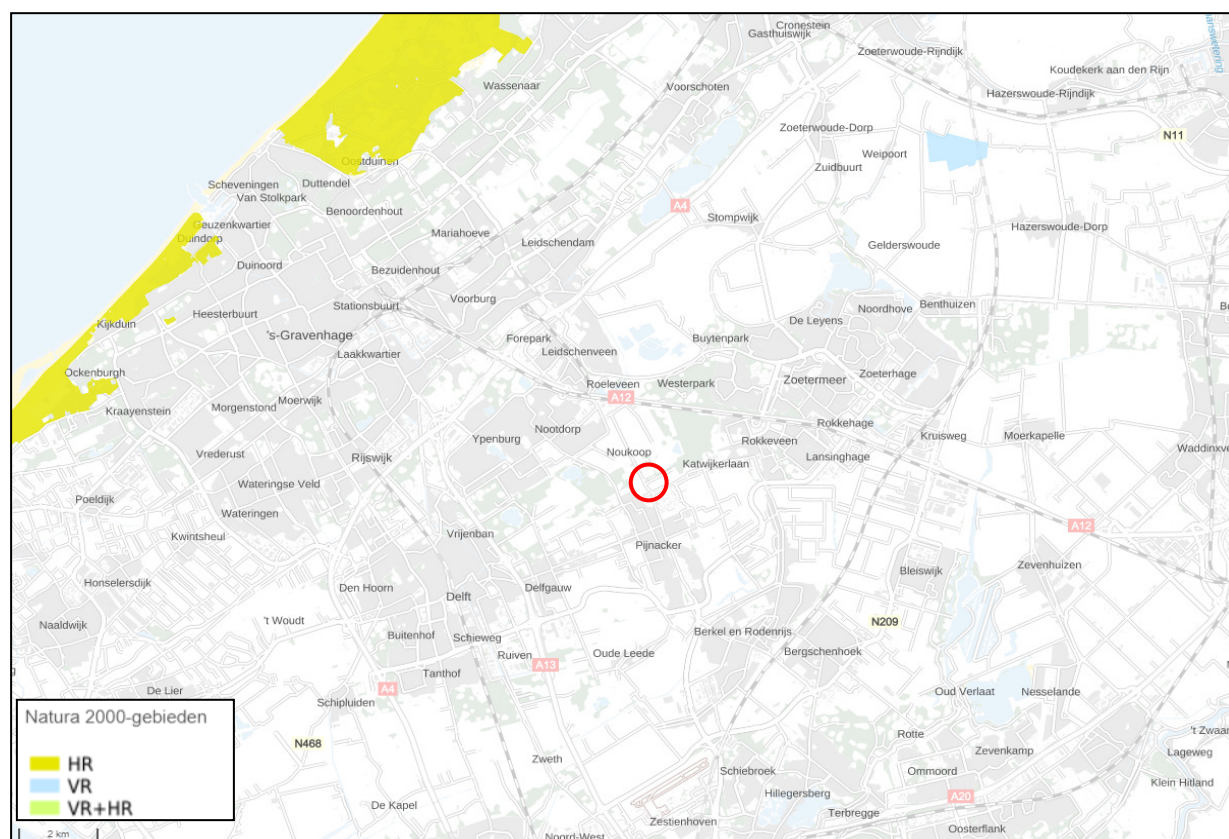 Cronestein
Gasthuiswijk
Zoeterwoude-Rijndijk
Koudekerk aan den Rijn
Wassenaar
Voorschoten
Hazerswoude-Rijndijk
Zoeterwoude-Dorp
N11
Weipoort
Oostduinen
Zuidbuurt
Scheveningen
Duttendel
Van Stolkpark
Benoordenhout
A4
Geuzenkwartier
Stompwijk
Hazerswoude-Dorp
Duindorp
Mariahoeve
Leidschendam
Gelderswoude
Duinoord
Bezuidenhout
Voorburg
Stationsbuurt
Noordhove
Benthuizen
Heesterbuurt
De Leyens
Kijkduin
's-Gravenhage
Forepark
Buytenpark
Laakkwartier
Leidschenveen
Ockenburgh
Zoetermeer
Zoeterhage
Roeleveen
Westerpark
A12
Kraayenstein
Morgenstond
Moerwijk
Rokkehage
Nootdorp
Kruisweg
Moerkapelle
Ypenburg
Rokkeveen
Vrederust
Rijswijk
Noukoop
Katwijkerlaan
Lansinghage
Waddinxve
Wateringse Veld
Poeldijk
Wateringen
A12
Kwintsheul
Vrijenban
Pijnacker
Zevenhuizen
Bleiswijk
Honselersdijk
Den Hoorn
Delfgauw
Delft
't Woudt
N209
Naaldwijk
Buitenhof
Schieweg
Berkel en Rodenrijs
Ruiven
Oude Leede
Bergschenhoek
A13
Tanthof
De Lier
A4
Oud Verlaat
Nesselande
Schipluiden
Natura 2000-gebieden
Rotte
't Zwaa
N468
Zevenkamp
Lageweg
Zweth
HR
Schiebroek
Ommoord
Klein Hitland
VR
Hillegersberg
A20
VR+HR
De Kapel
Terbregge
Zestienhoven
Oosterflank
2 km
Noord-West